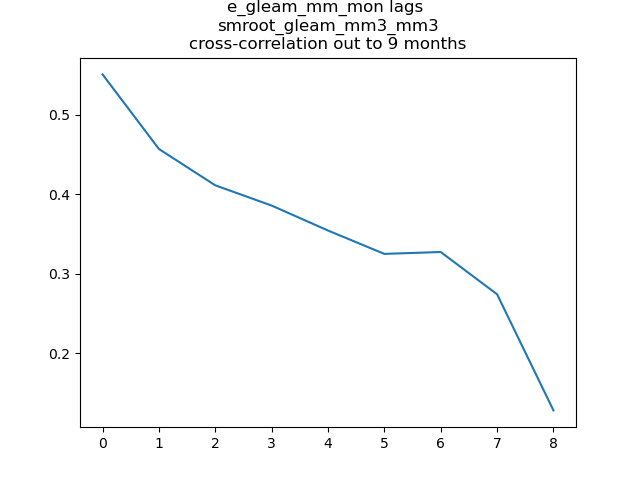 e_gleam_mm_mon lags
smroot_gleam_mm3_mm3
cross-correlation out to 9 months
0.5
0.4
0.3
0.2
0 1 2 3 4 5 6 7 8